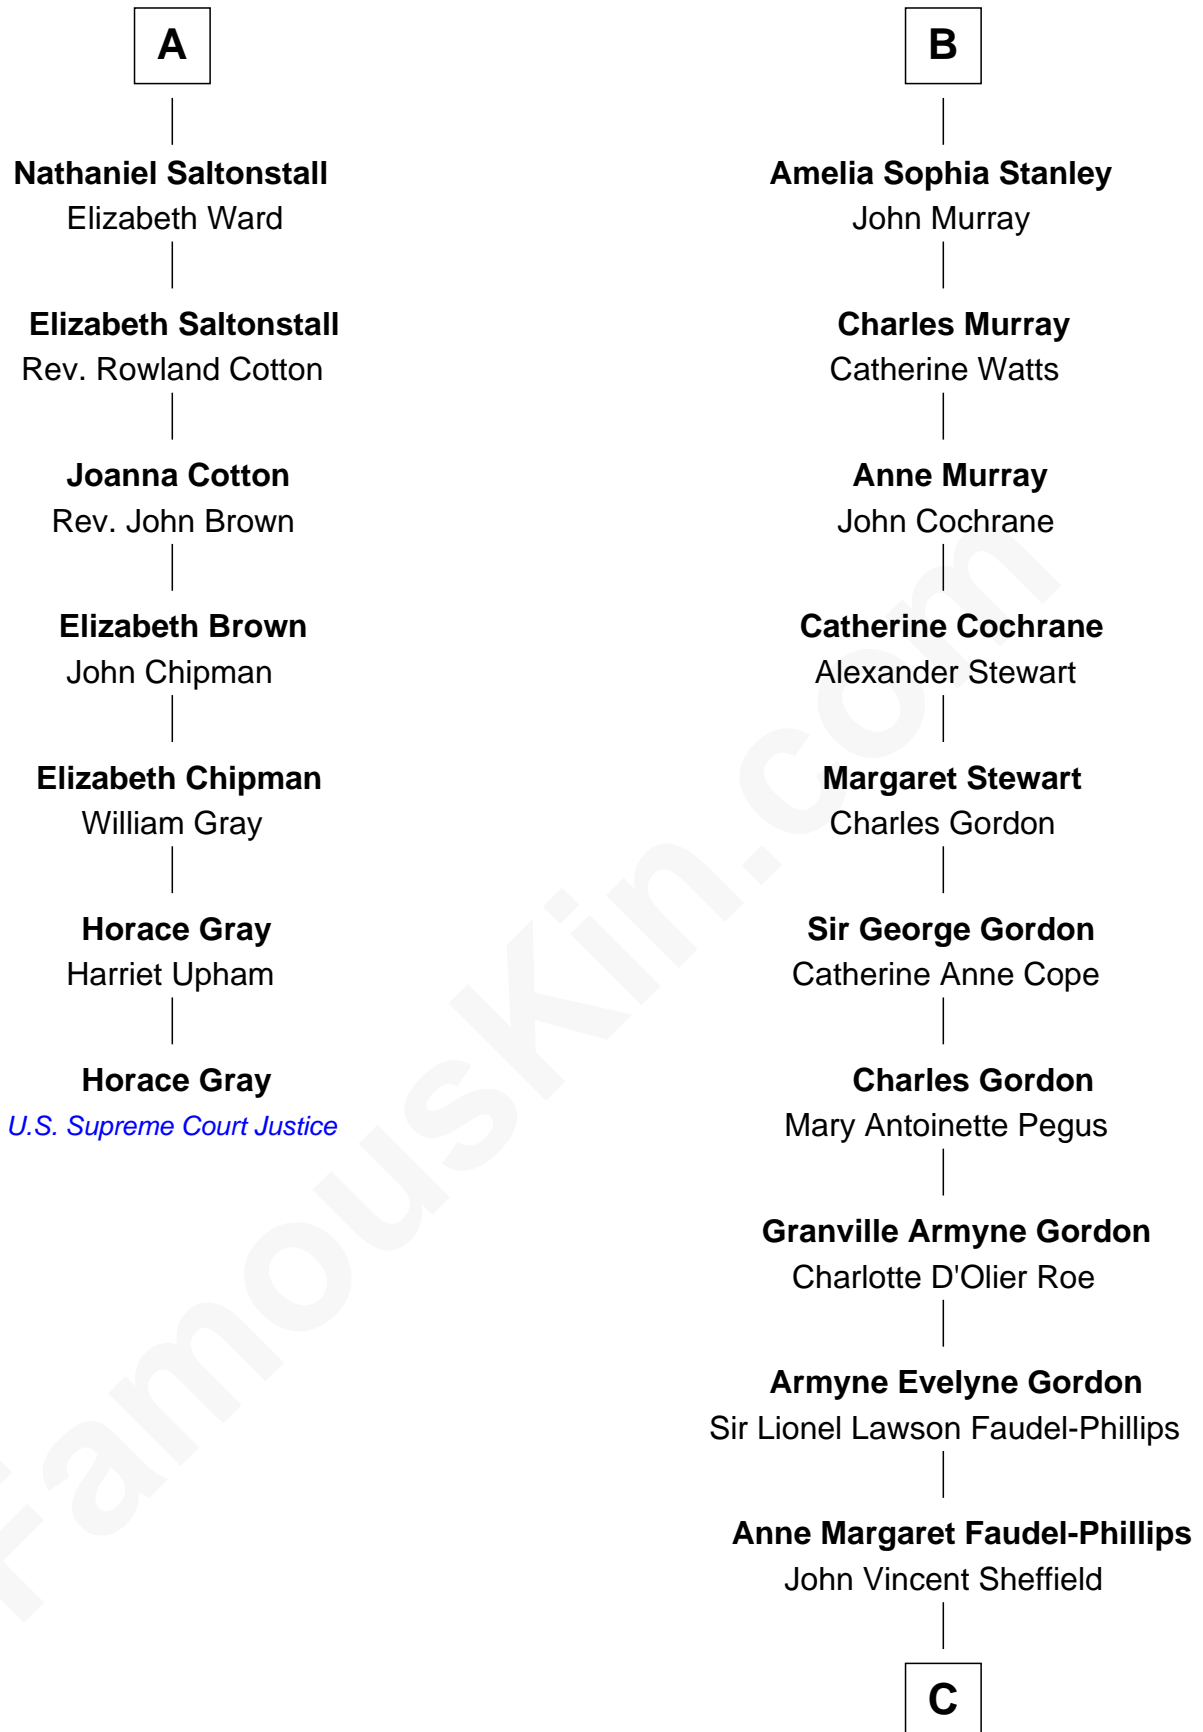 A
Nathaniel Saltonstall
Elizabeth Ward
Elizabeth Saltonstall
Rev. Rowland Cotton
Joanna Cotton
Rev. John Brown
Elizabeth Brown
John Chipman
Elizabeth Chipman
William Gray
Horace Gray
Harriet Upham
Horace Gray
U.S. Supreme Court Justice
B
Amelia Sophia Stanley
John Murray
Charles Murray
Catherine Watts
Anne Murray
John Cochrane
Catherine Cochrane
Alexander Stewart
Margaret Stewart
Charles Gordon
Sir George Gordon
Catherine Anne Cope
Charles Gordon
Mary Antoinette Pegus
Granville Armyne Gordon
Charlotte D'Olier Roe
Armyne Evelyne Gordon
Sir Lionel Lawson Faudel-Phillips
Anne Margaret Faudel-Phillips
John Vincent Sheffield
C
FamousKin.com